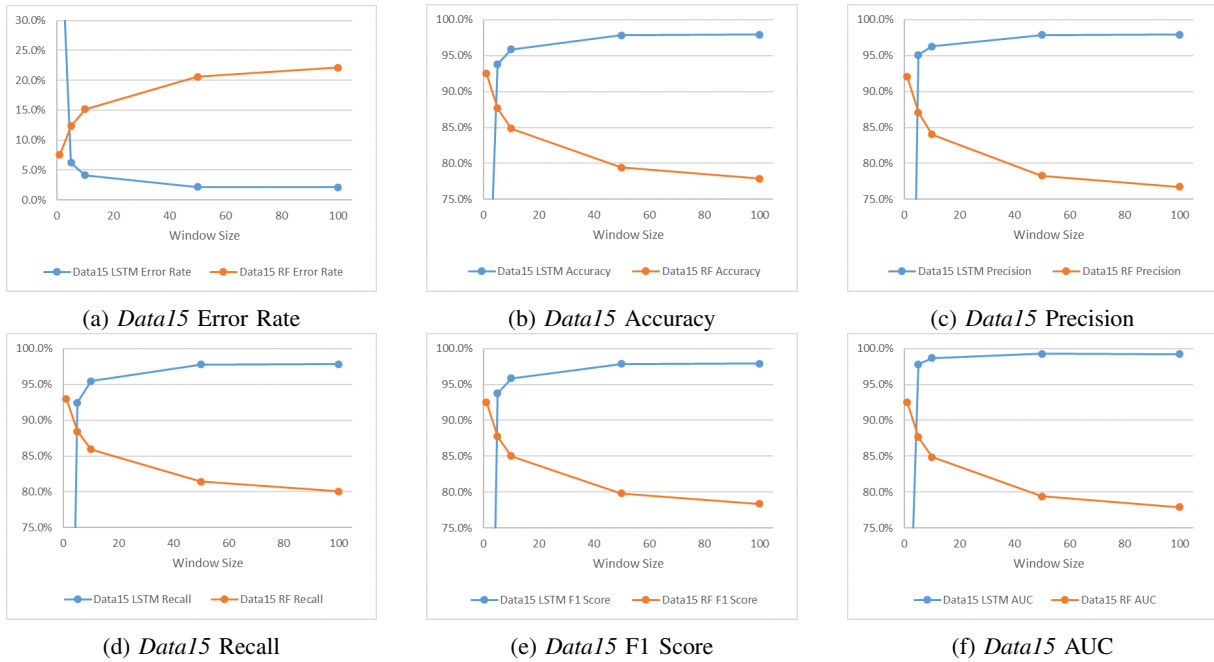 30.0%
25.0%
20.0%
15.0%
10.0%
5.0%
0.0%
0 20 40 60 80 100
Window Size
Data15 LSTM Error Rate Data15 RF Error Rate
(a) Data15 Error Rate
100.0%
95.0%
90.0%
85.0%
80.0%
75.0%
0 20 40 60 80 100
Window Size
Data15 LSTM Accuracy Data15 RF Accuracy
(b) Data15 Accuracy
100.0%
95.0%
90.0%
85.0%
80.0%
75.0%
0 20 40 60 80 100
Window Size
Data15 LSTM Precision Data15 RF Precision
(c) Data15 Precision
100.0%
95.0%
90.0%
85.0%
80.0%
75.0%
0 20 40 60 80 100
Window Size
Data15 LSTM Recall Data15 RF Recall
(d) Data15 Recall
100.0%
95.0%
90.0%
85.0%
80.0%
75.0%
0 20 40 60 80 100
Window Size
Data15 LSTM F1 Score Data15 RF F1 Score
(e) Data15 F1 Score
100.0%
95.0%
90.0%
85.0%
80.0%
75.0%
0 20 40 60 80 100
Window Size
Data15 LSTM AUC Data15 RF AUC
(f) Data15 AUC